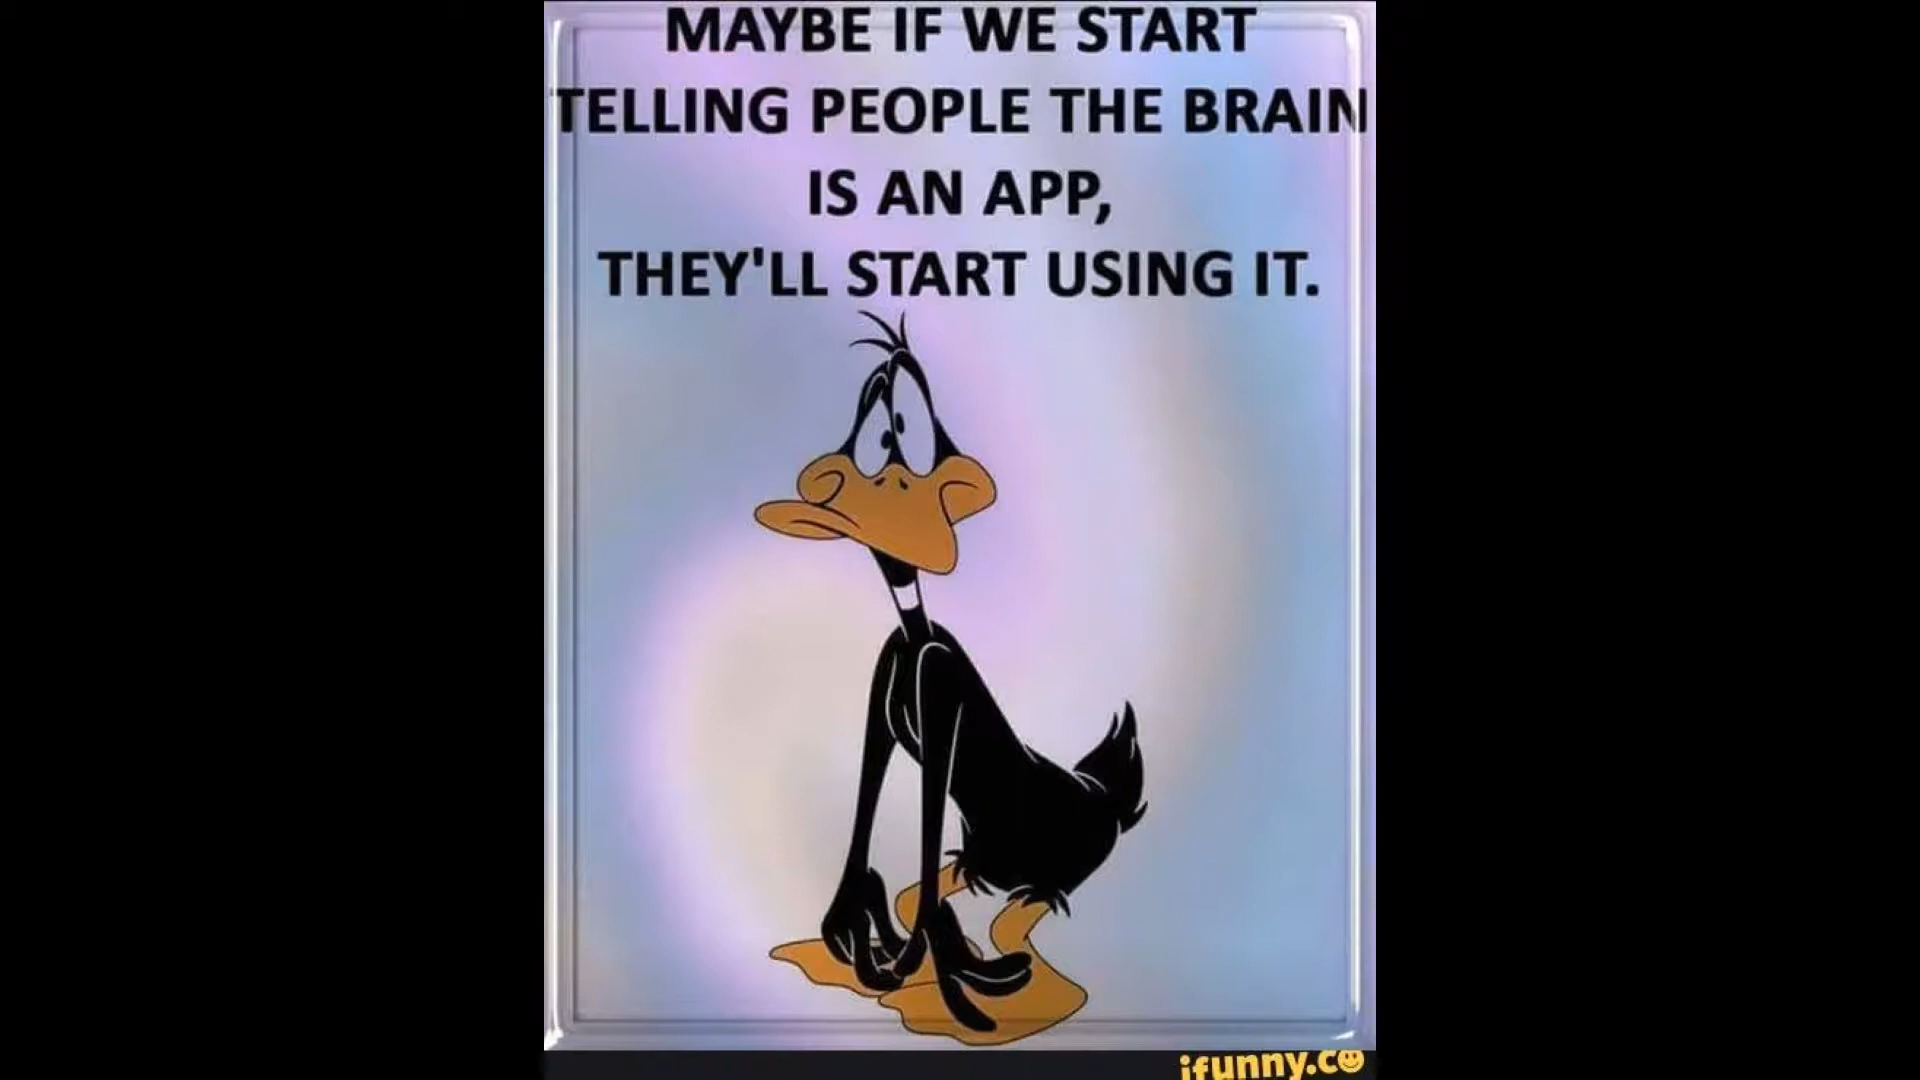 MAYBE IF WE START
TELLING PEOPLE THE BRAIN
IS AN APP,
THEY'LL START USING IT.
ifunny.co